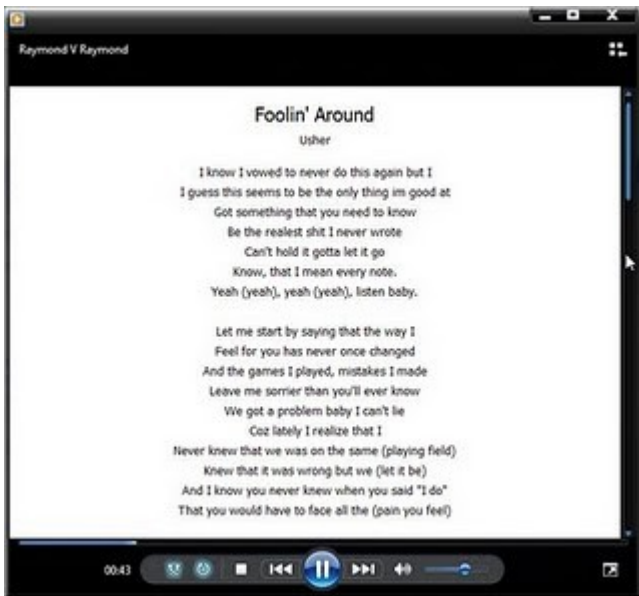 Raymond V Raymond
Foolin' Around
Usher
I know I vowed to never do this again but I
I guess this seems to be the only thing im good at
Got something that you need to know
Be the realest shit I never wrote
Can't hold it gotta let it go
Know, that I mean every note.
Yeah (yeah), yeah (yeah), listen baby.
Let me start by saying that the way I
Feel for you has never once changed
And the games I played, mistakes I made
Leave me sorrier than you'll ever know
We got a problem baby I can't lie
Coz lately I realize that I
Never knew that we was on the same (playing field)
Knew that it was wrong but we (let it be)
And I know you never knew when you said "I do"
That you would have to face all the (pain you feel)
00:43